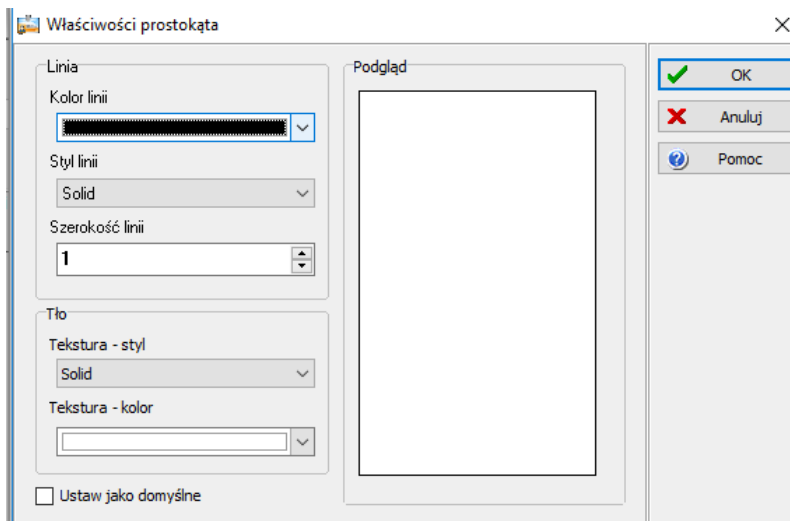 Właściwości prostokąta
Linia
Kolor linii
Styl linii
Solid
Szerokość linii
1
Tło
Tekstura - styl
Solid
Tekstura - kolor
Ustaw jako domyślne
Podgląd
OK
Anuluj
Pomoc